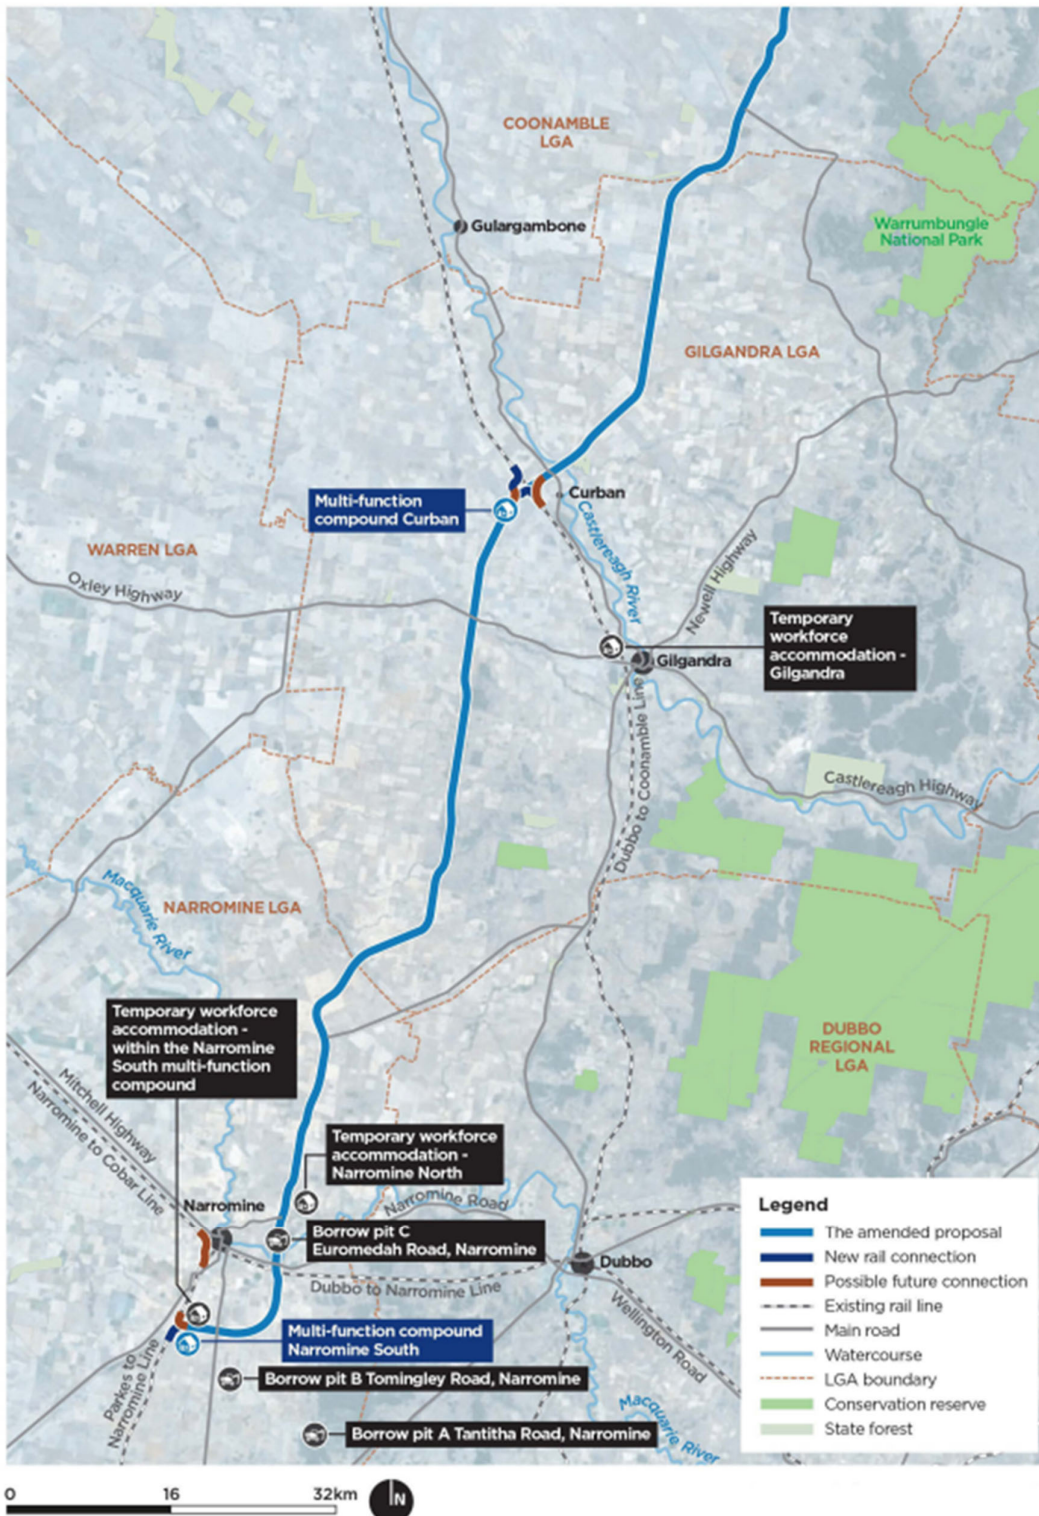 COONAMBLE
LGA
Gulargambone
Warrumbungle
National Park
GILGANDRA LGA
Multi-function
compound Curban
Curban
Castlereagh River
WARREN LGA
Oxley Highway
Newell Highway
Temporary
workforce
accommodation -
Gilgandra
Gilgandra
Dubbo to Coonamble Line
Castlereagh Highway
Macquarie River
NARROMINE LGA
Temporary workforce
accommodation -
within the Narromine
South multi-function
compound
DUBBO
REGIONAL
LGA
Mitchell Highway
Narromine to Cobar Line
Temporary workforce
accommodation -
Narromine North
Narromine
Narromine Road
Borrow pit C
Euromedah Road, Narromine
Dubbo
Dubbo to Narromine Line
Wellington Road
Multi-function compound
Narromine South
Parkes to
Narromine Line
Borrow pit B Tomingley Road, Narromine
Borrow pit A Tantitha Road, Narromine
Macquarie River
Legend
The amended proposal
New rail connection
Possible future connection
Existing rail line
Main road
Watercourse
LGA boundary
Conservation reserve
State forest
0 16 32km
N